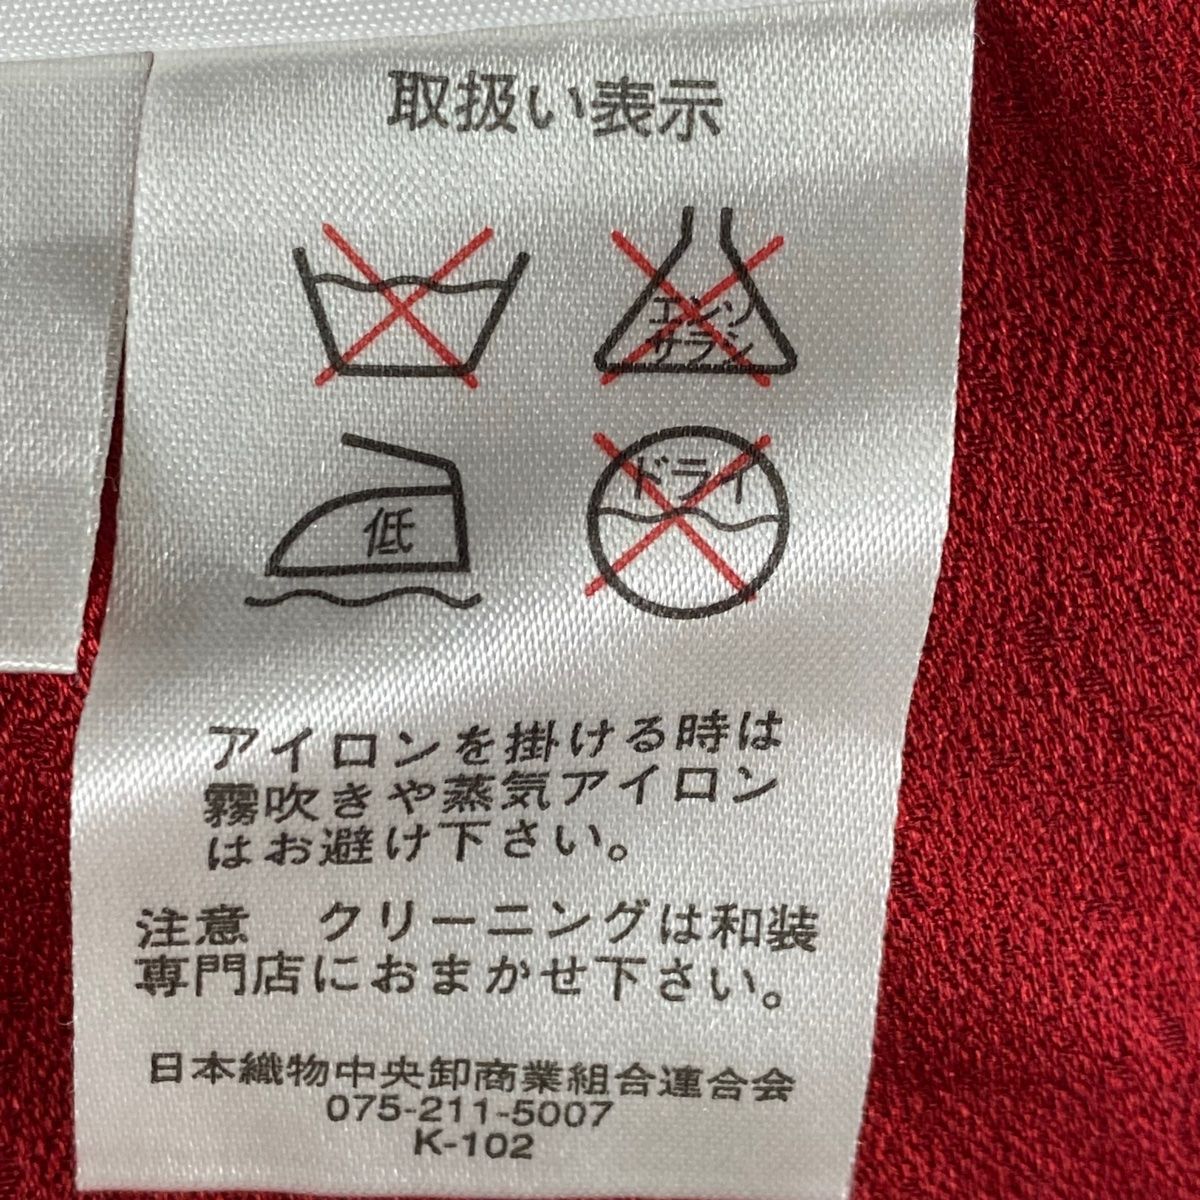 取扱い表示
エンソ
サラシ
低
ドライ
アイロンを掛ける時は
霧吹きや蒸気アイロン
はお避け下さい。
注意　クリーニングは和装
専門店におまかせ下さい。
日本織物中央卸商業組合連合会
075-211-5007
K-102